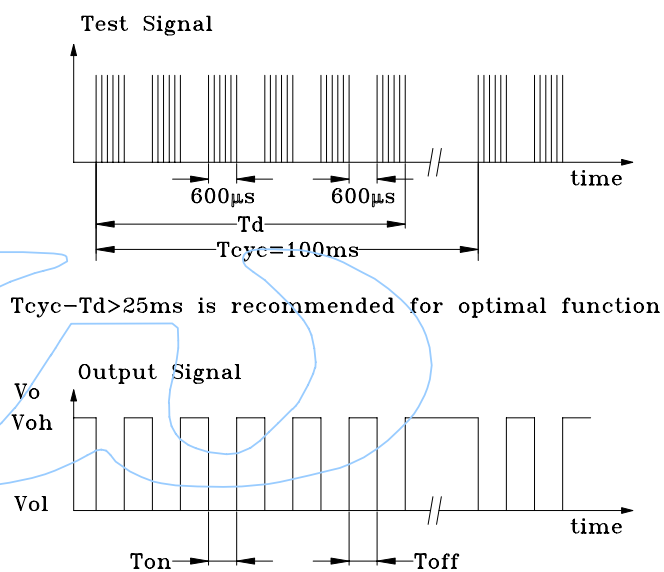 Test Signal
time
600µs 600µs
Td
Tcyc=100ms
Tcyc-Td>25ms is recommended for optimal function
Output Signal
Vo
Voh
Vol
time
Ton Toff